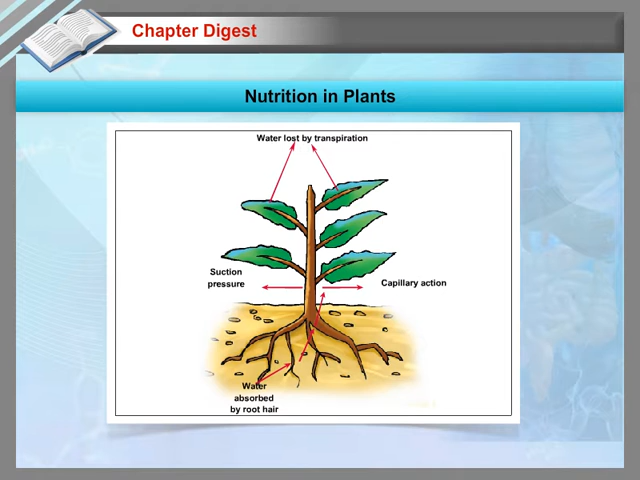 Chapter Digest
Nutrition in Plants
Water lost by transpiration
Suction
pressure
Capillary action
Water
absorbed
by root hair